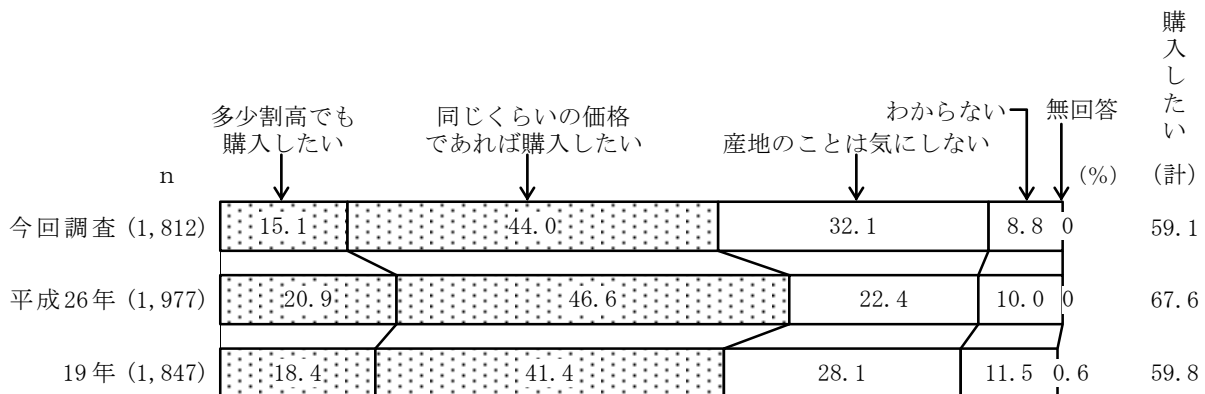 購入したい
(計)
多少割高でも
購入したい
同じくらいの価格
であれば購入したい
産地のことは気にしない
わからない
無回答
n
(%)
今回調査 (1,812) 15.1 44.0 32.1 8.8 0 59.1
平成26年 (1,977) 20.9 46.6 22.4 10.0 0 67.6
19年 (1,847) 18.4 41.4 28.1 11.5 0.6 59.8